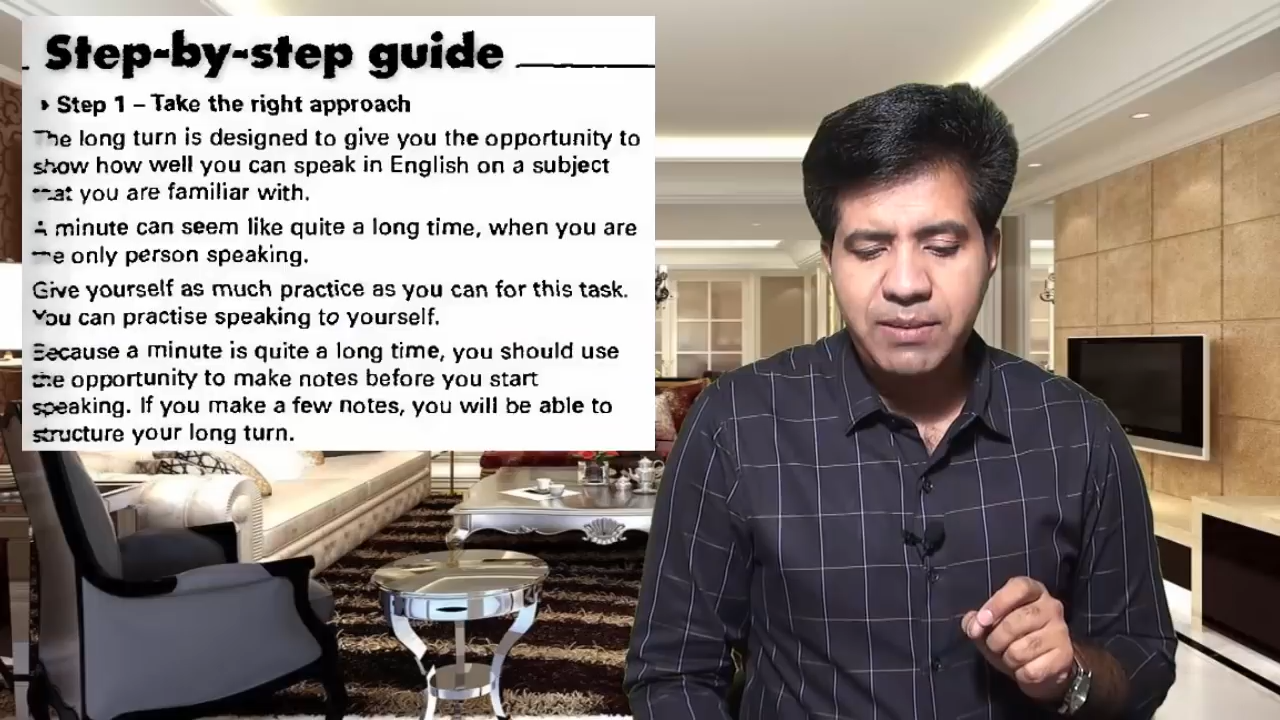 Step-by-step guide
Step 1 – Take the right approach
The long turn is designed to give you the opportunity to
show how well you can speak in English on a subject
that you are familiar with.
A minute can seem like quite a long time, when you are
the only person speaking.
Give yourself as much practice as you can for this task.
You can practise speaking to yourself.
Because a minute is quite a long time, you should use
the opportunity to make notes before you start
speaking. If you make a few notes, you will be able to
structure your long turn.